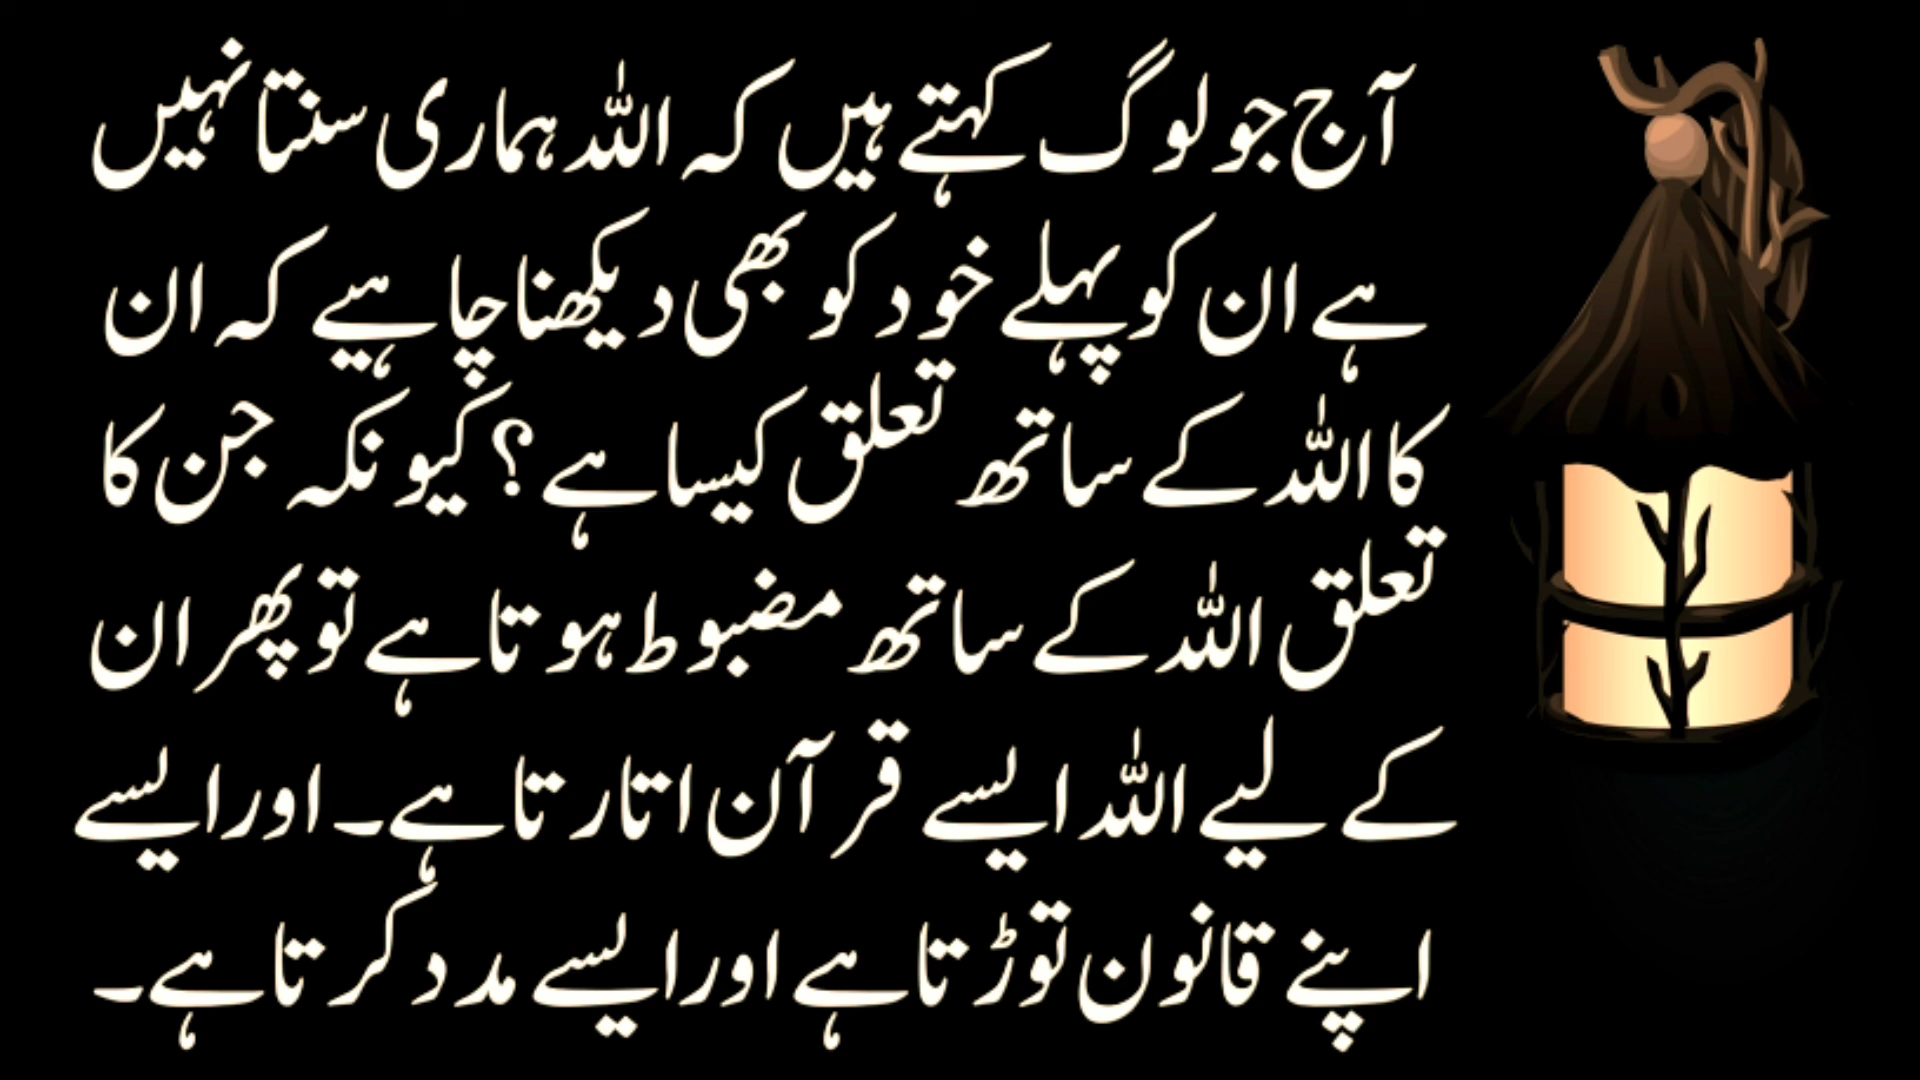 آج جو لوگ کہتے ہیں کہ اللہ ہماری سنتا نہیں
ہے ان کو پہلے خود کو بھی دیکھنا چاہیے کہ ان
کا اللہ کے ساتھ تعلق کیسا ہے؟ کیونکہ جن کا
تعلق اللہ کے ساتھ مضبوط ہوتا ہے تو پھر ان
کے لیے اللہ ایسے قرآن اتارتا ہے۔ اور ایسے
اپنے قانون توڑتا ہے اور ایسے مدد کرتا ہے۔